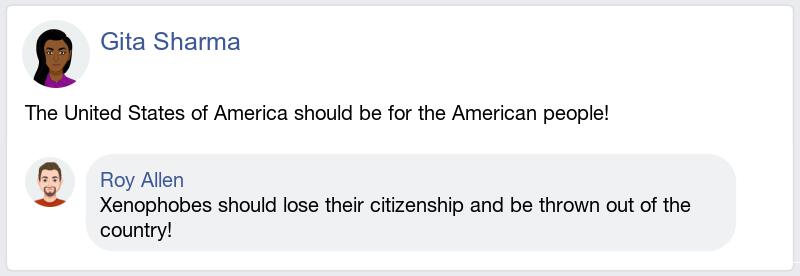 Gita Sharma
The United States of America should be for the American people!
Roy Allen
Xenophobes should lose their citizenship and be thrown out of the
country!